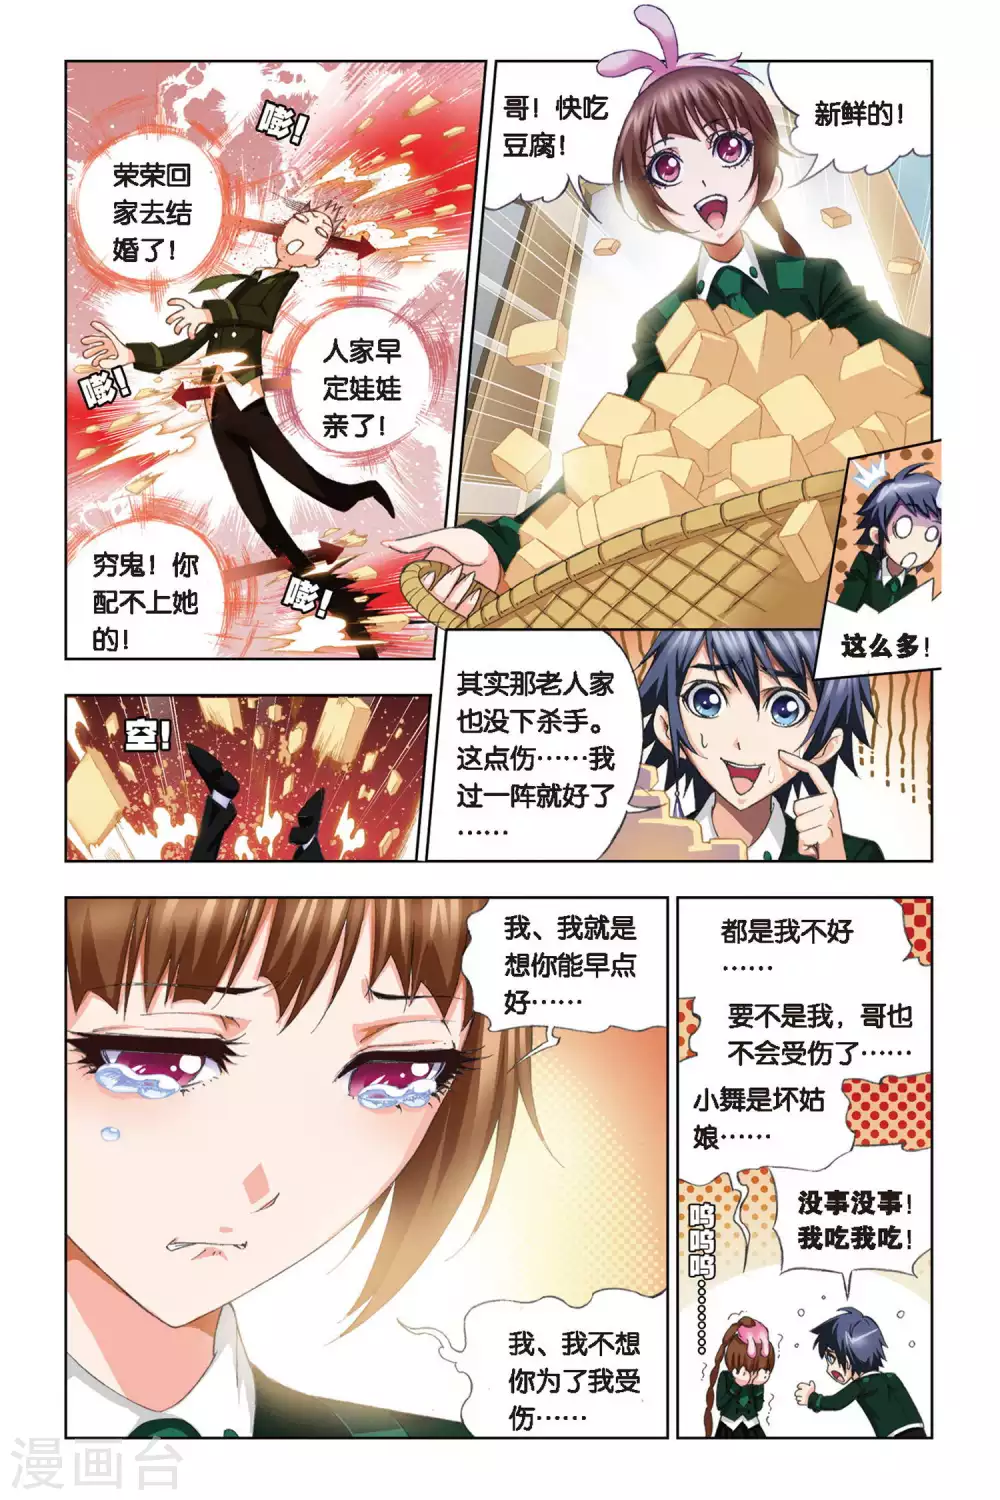 嘭！
荣荣回
家去结
婚了！
人家早
定娃娃
亲了！
嘭！
穷鬼！你
配不上她
的！
嘭！
哥！快吃
豆腐！
新鲜的！
这么多！
空！
其实那老人家
也没下杀手。
这点伤……我
过一阵就好了
……
我、我就是
想你能早点
好……
我、我不想
你为了我受
伤……
都是我不好
……
要不是我，哥也
不会受伤了……
小舞是坏姑
娘……
没事没事！
我吃我吃！
呜呜呜…………
漫画台